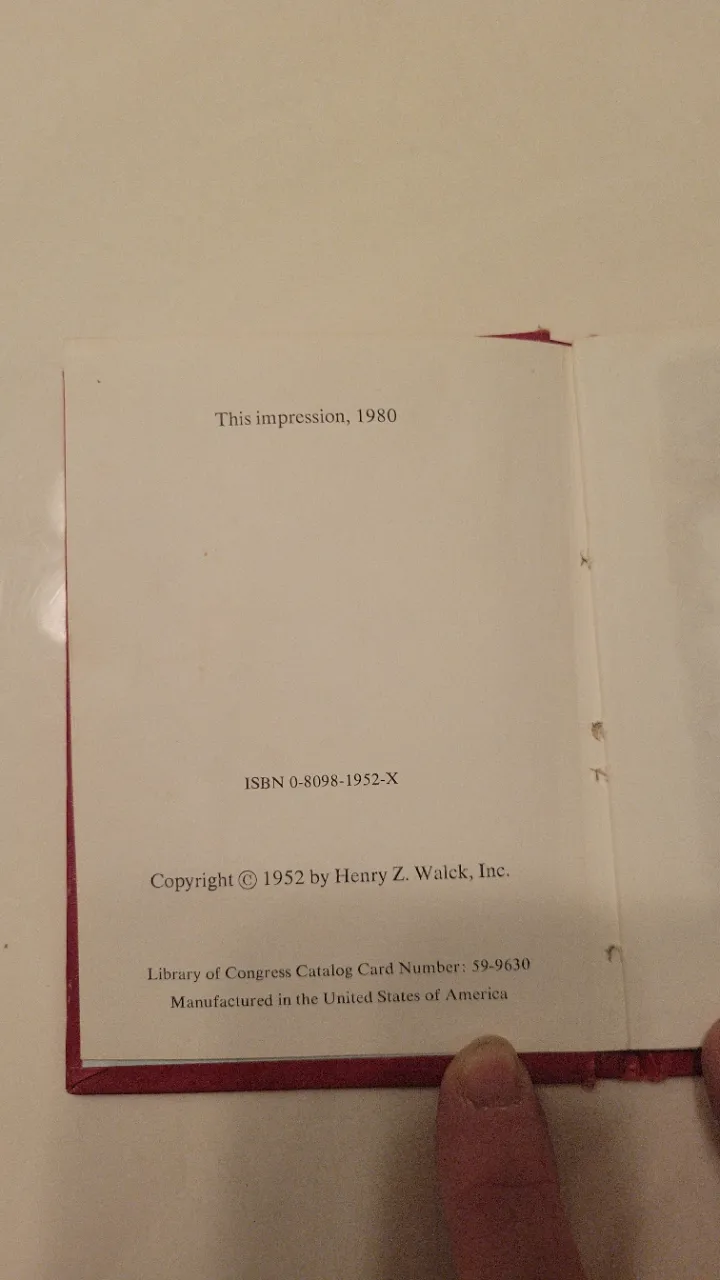 This impression, 1980
ISBN 0-8098-1952-X
Copyright © 1952 by Henry Z. Walck, Inc.
Library of Congress Catalog Card Number: 59-9630
Manufactured in the United States of America